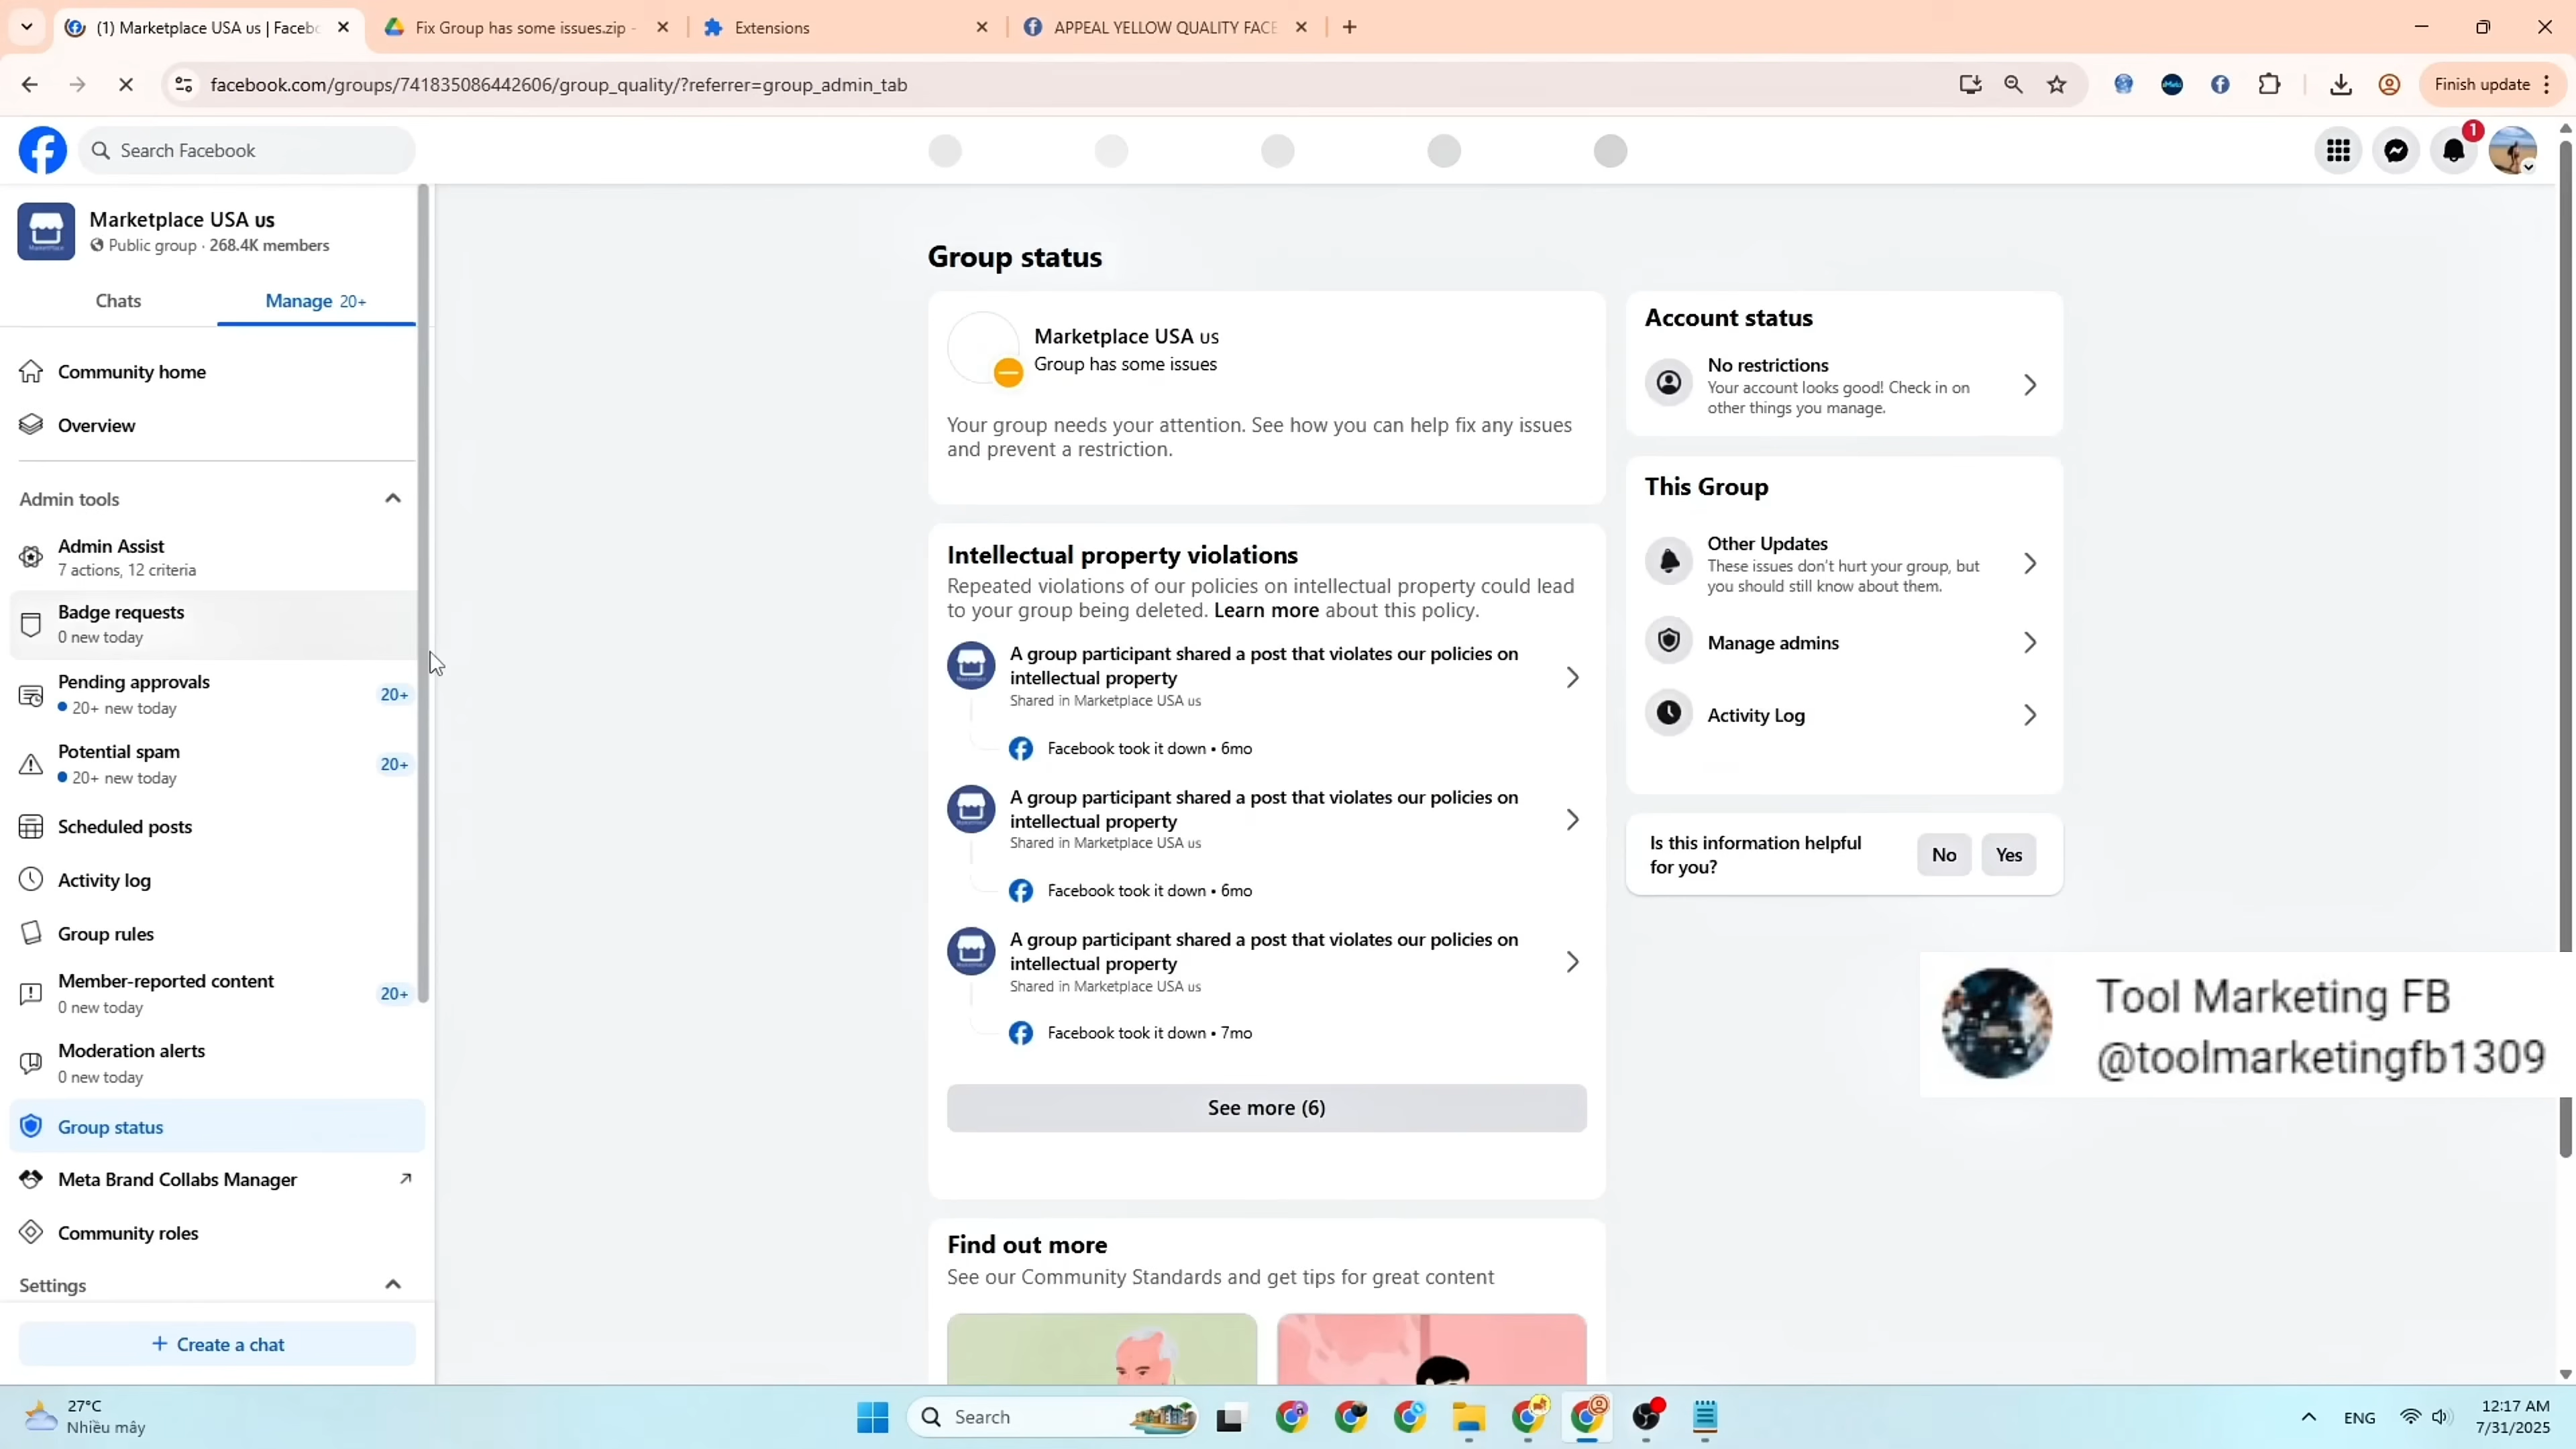 (1) Marketplace USA us | Facebo
Fix Group has some issues.zip -
Extensions
APPEAL YELLOW QUALITY FACE
facebook.com/groups/741835086442606/group_quality/?referrer=group_admin_tab
Finish update
Search Facebook
1
Marketplace USA us
Public group · 268.4K members
Chats
Manage 20+
Community home
Overview
Admin tools
Admin Assist
7 actions, 12 criteria
Badge requests
0 new today
Pending approvals
20+ new today
20+
Potential spam
20+ new today
20+
Scheduled posts
Activity log
Group rules
Member-reported content
0 new today
20+
Moderation alerts
0 new today
Group status
Meta Brand Collabs Manager
Community roles
Settings
+ Create a chat
Group status
Marketplace USA us
Group has some issues
Your group needs your attention. See how you can help fix any issues
and prevent a restriction.
Intellectual property violations
Repeated violations of our policies on intellectual property could lead
to your group being deleted. Learn more about this policy.
A group participant shared a post that violates our policies on
intellectual property
Shared in Marketplace USA us
Facebook took it down • 6mo
A group participant shared a post that violates our policies on
intellectual property
Shared in Marketplace USA us
Facebook took it down • 6mo
A group participant shared a post that violates our policies on
intellectual property
Shared in Marketplace USA us
Facebook took it down • 7mo
See more (6)
Find out more
See our Community Standards and get tips for great content
Account status
No restrictions
Your account looks good! Check in on
other things you manage.
This Group
Other Updates
These issues don't hurt your group, but
you should still know about them.
Manage admins
Activity Log
Is this information helpful
for you?
No
Yes
Tool Marketing FB
@toolmarketingfb1309
27°C
Nhiều mây
Search
ENG
12:17 AM
7/31/2025